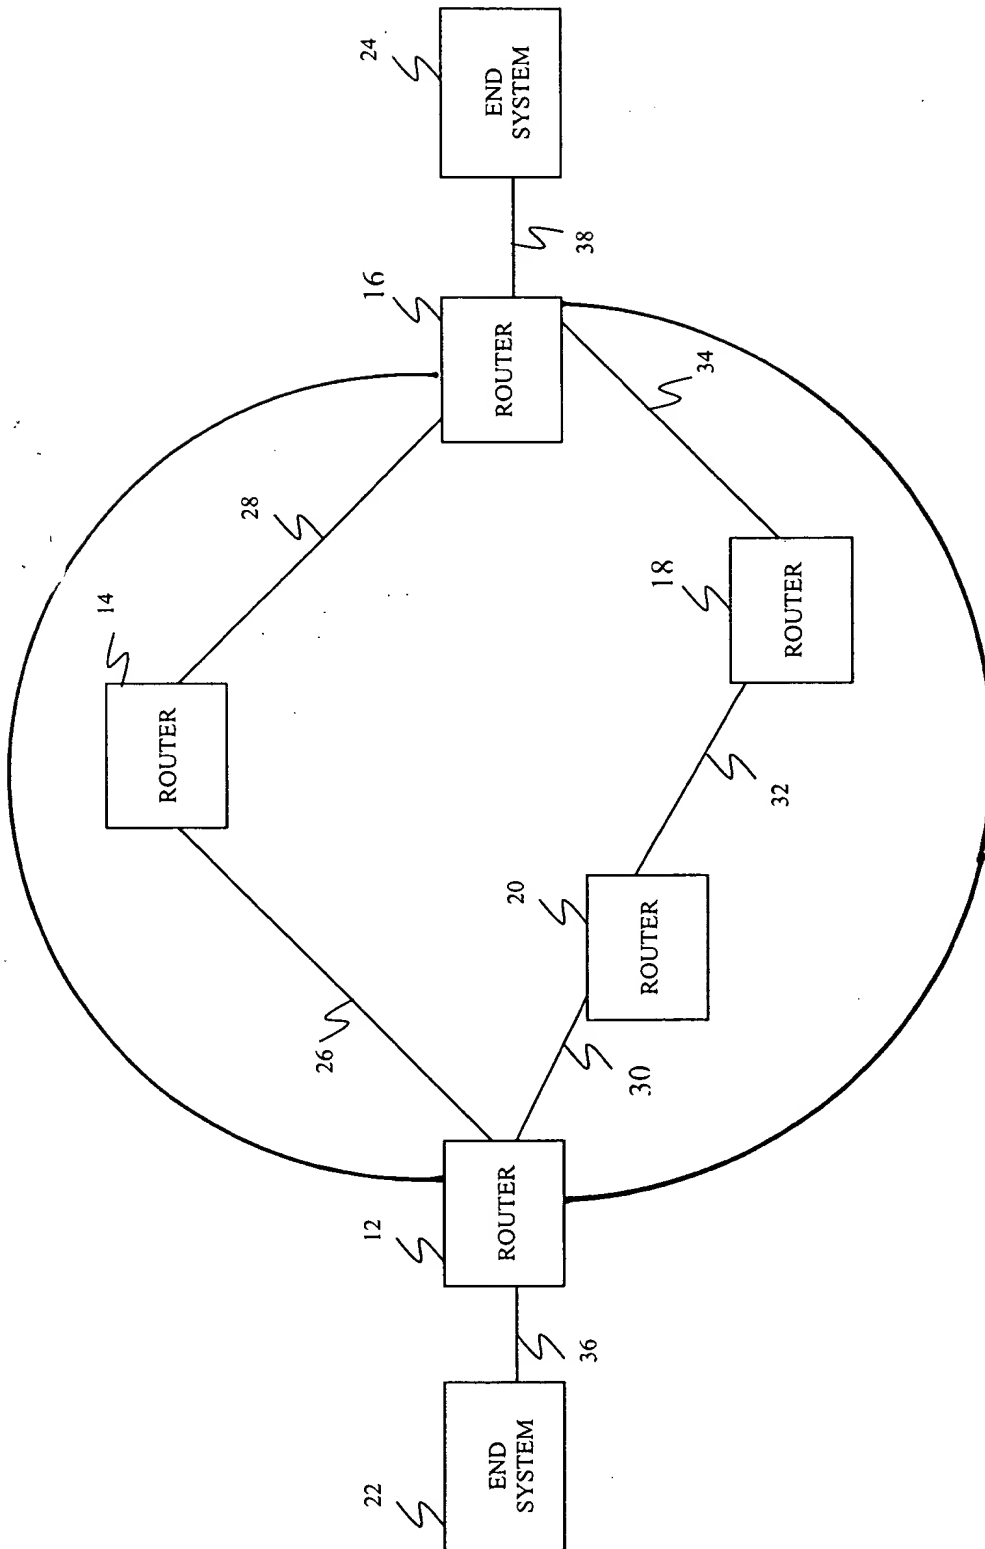 14
ROUTER
26
28
22
END
SYSTEM
36
12
ROUTER
30
20
ROUTER
32
18
ROUTER
34
16
ROUTER
38
24
END
SYSTEM